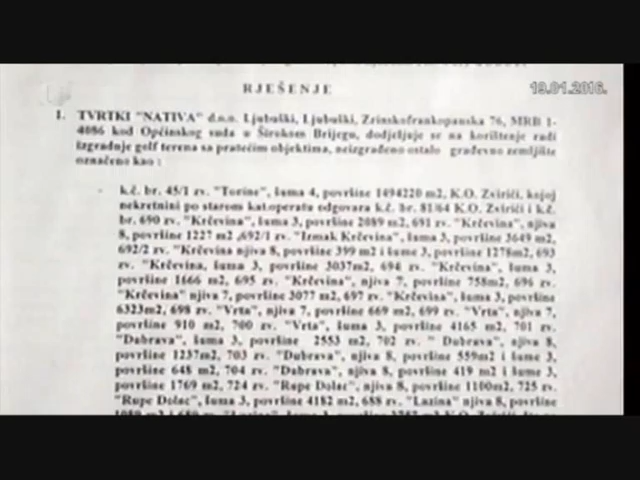 19.01.2016.
RJEŠENJE
1. TVRTKI "NATIVA" d.n.o. Ljubuški, Ljubuški, Zrinskofrankopanska 76, MRB 1-
4086 kod Općinskog suda u Širokom Brijegu, dodjeljuje se na korištenje radi
izgradnje golf terena sa pratećim objektima, neizgrađeno ostalo građevno zemljište
označeno kao :
- k.č. br. 45/1 zv. "Torine", šuma 4, površine 1494220 m2, K.O. Zvirići, kojoj
nekretnini po starom kat.operatu odgovara k.č. br. 81/64 K.O. Zvirići i k.č.
br. 690 zv. "Krčevina", šuma 3, površine 2089 m2, 691 zv. "Krčevina", njiva
8, površine 1227 m2 ,692/1 zv. "Izmak Krčevina", šuma 3, površine 3649 m2,
692/2 zv. "Krčevina njiva 8, površine 399 m2 i šume 3, površine 1278m2, 693
zv. "Krčevina, šuma 3, površine 3037m2, 694 zv. "Krčevina, šuma 3,
površine 1666 m2, 695 zv. "Krčevina", njiva 7, površine 758m2, 696 zv.
"Krčevina" njiva 7, površine 3077 m2, 697 zv. "Krčevina", šuma 3, površine
6323m2, 698 zv. "Vrta", njiva 7, površine 669 m2, 699 zv. "Vrta", njiva 7,
površine 910 m2, 700 zv. "Vrta", šuma 3, površine 4165 m2, 701 zv.
"Dubrava", šuma 3, površine 2553 m2, 702 zv. " Dubrava", njiva 8,
površine 1237m2, 703 zv. "Dubrava", njiva 8, površine 559m2 i šume 3,
površine 648 m2, 704 zv. "Dubrava", njiva 8, površine 419 m2 i šume 3,
površine 1769 m2, 724 zv. "Rupe Dolac", njiva 8, površine 1100m2, 725 zv.
"Rupe Dolac", šuma 3, površine 4182 m2, 688 zv. "Lazina" njiva 8, površine